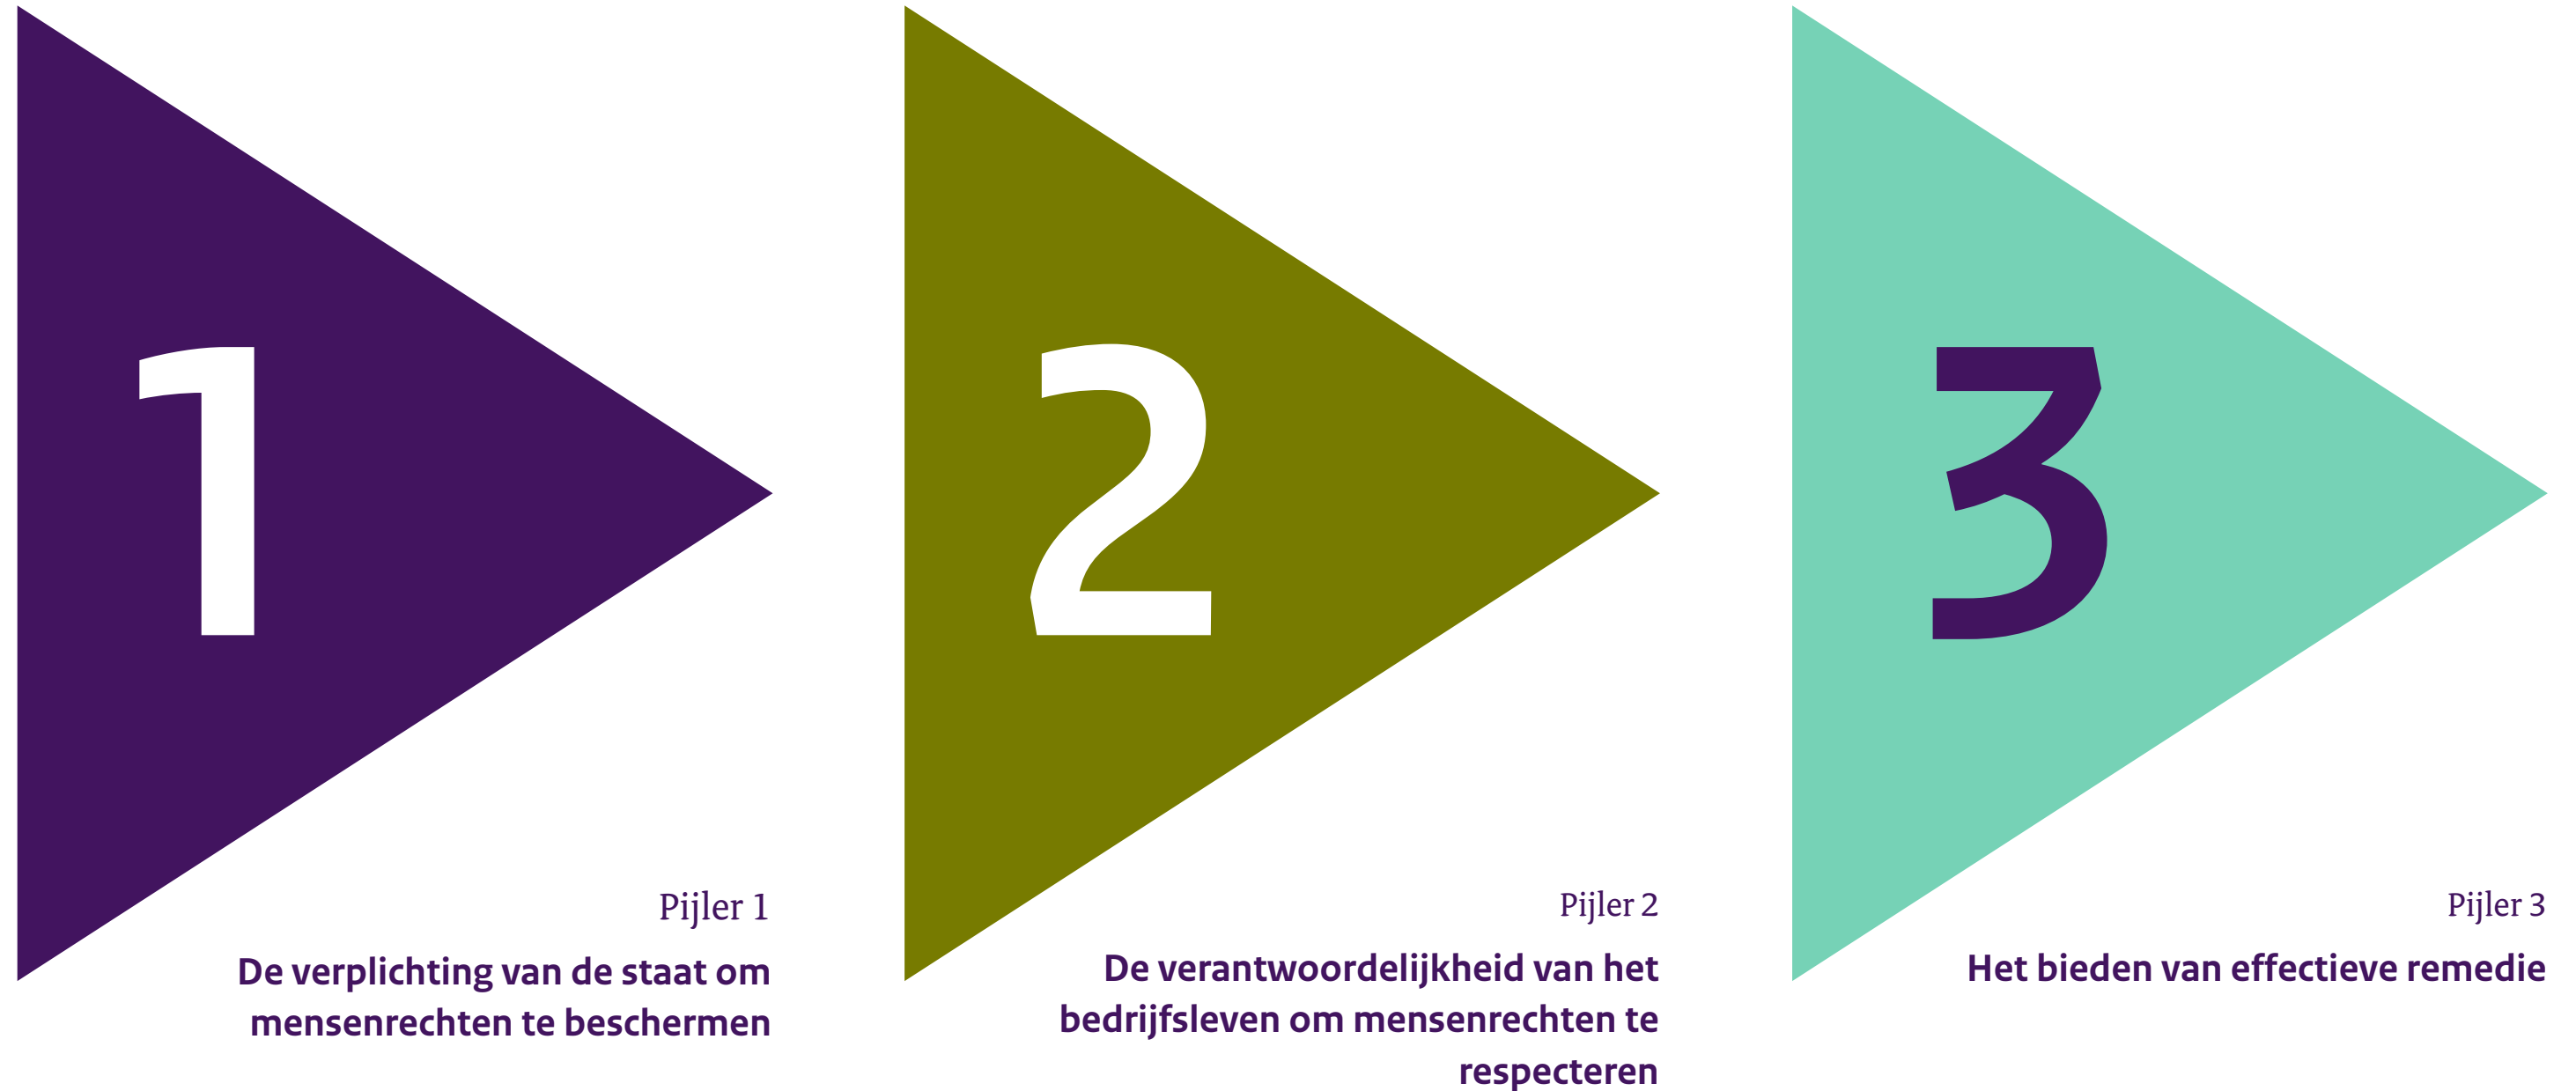 1
Pijler 1
De verplichting van de staat om
mensenrechten te beschermen
2
Pijler 2
De verantwoordelijkheid van het
bedrijfsleven om mensenrechten te
respecteren
3
Pijler 3
Het bieden van effectieve remedie